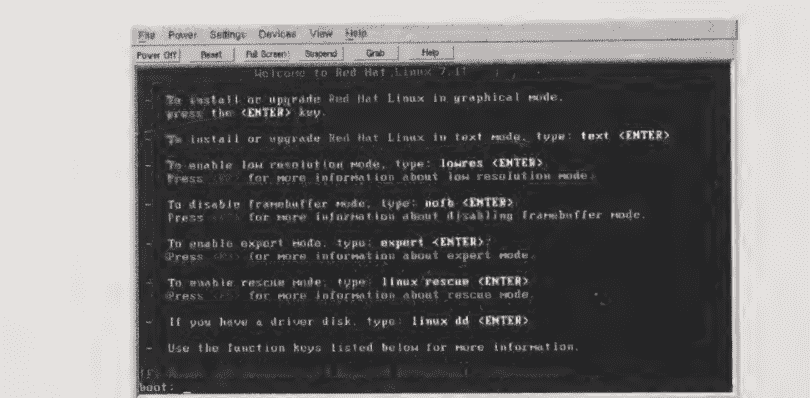 File Power Settings Devices View Help
Power Off Reset Full Screen Suspend Grab Help
Welcome to Red Hat Linux 7.1!
- To install or upgrade Red Hat Linux in graphical mode,
press the <ENTER> key.
- To install or upgrade Red Hat Linux in text mode, type: text <ENTER>
- To enable low resolution mode, type: lowres <ENTER>
Press for more information about low resolution mode.
- To disable framebuffer mode, type: nofb <ENTER>
Press for more information about disabling framebuffer mode.
- To enable expert mode, type: expert <ENTER>
Press for more information about expert mode.
- To enable rescue mode, type: linux rescue <ENTER>
Press for more information about rescue mode.
- If you have a driver disk, type: linux dd <ENTER>
- Use the function keys listed below for more information.
boot: